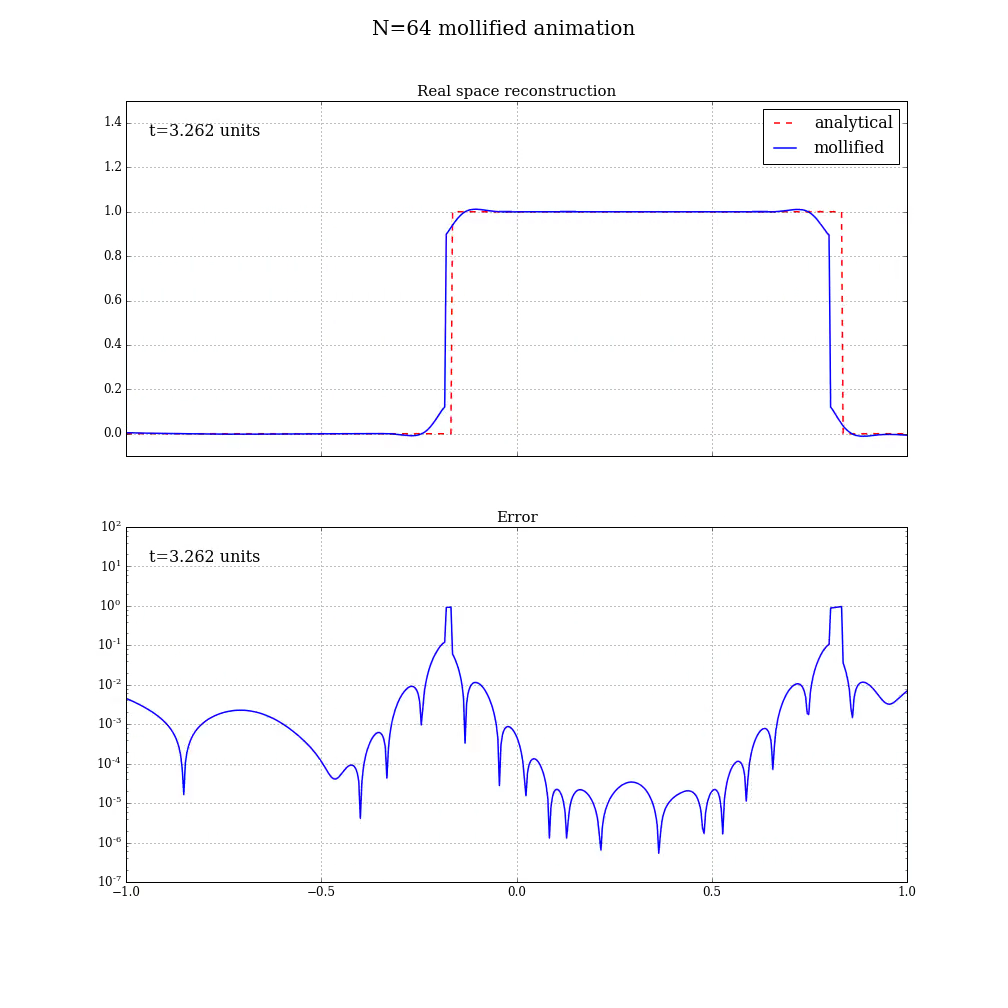 N=64 mollified animation
Real space reconstruction
t=3.262 units
analytical
mollified
1.4
1.2
1.0
0.8
0.6
0.4
0.2
0.0
Error
t=3.262 units
10²
10¹
10⁰
10⁻¹
10⁻²
10⁻³
10⁻⁴
10⁻⁵
10⁻⁶
10⁻⁷
−1.0 −0.5 0.0 0.5 1.0